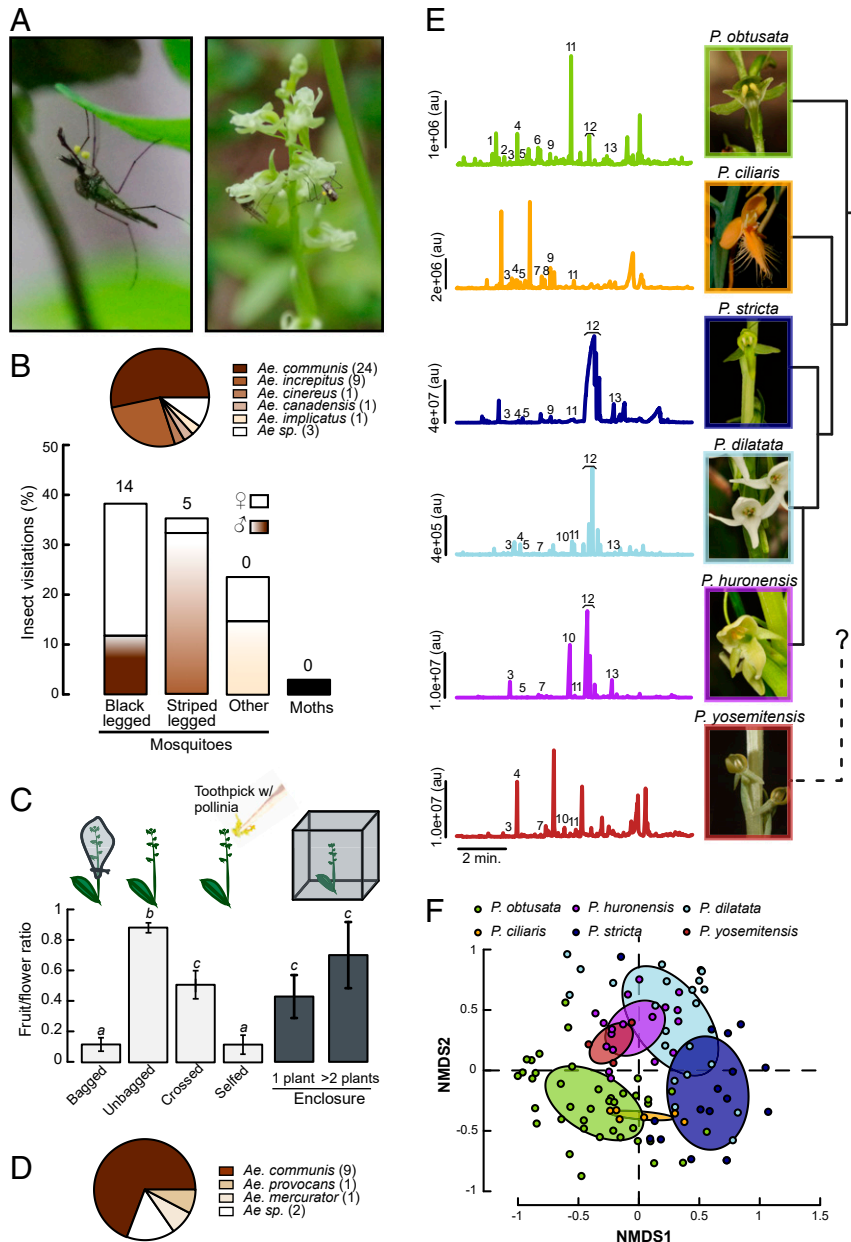 A
B
Ae. communis (24)
Ae. increpitus (9)
Ae. cinereus (1)
Ae. canadensis (1)
Ae. implicatus (1)
Ae sp. (3)
Insect visitations (%)
50
40
30
20
10
0
14
5
0
0
♀
♂
Black legged
Striped legged
Other
Moths
Mosquitoes
C
Toothpick w/ pollinia
Fruit/flower ratio
1
0.8
0.6
0.4
0.2
0
a
b
c
a
c
c
Bagged
Unbagged
Crossed
Selfed
1 plant
>2 plants
Enclosure
D
Ae. communis (9)
Ae. provocans (1)
Ae. mercurator (1)
Ae sp. (2)
E
P. obtusata
1e+06 (au)
1 2 3 4 5 6 9 11 12 13
P. ciliaris
2e+06 (au)
3 4 5 7 8 9 11
P. stricta
4e+07 (au)
3 4 5 9 11 12 13
P. dilatata
4e+05 (au)
3 4 5 7 10 11 12 13
P. huronensis
1.0e+07 (au)
3 5 7 10 11 12 13
?
P. yosemitensis
1.0e+07 (au)
3 4 7 10 11
2 min.
F
P. obtusata
P. huronensis
P. dilatata
P. ciliaris
P. stricta
P. yosemitensis
NMDS2
1
0.5
0
-0.5
-1
-1
-0.5
0
0.5
1
1.5
NMDS1